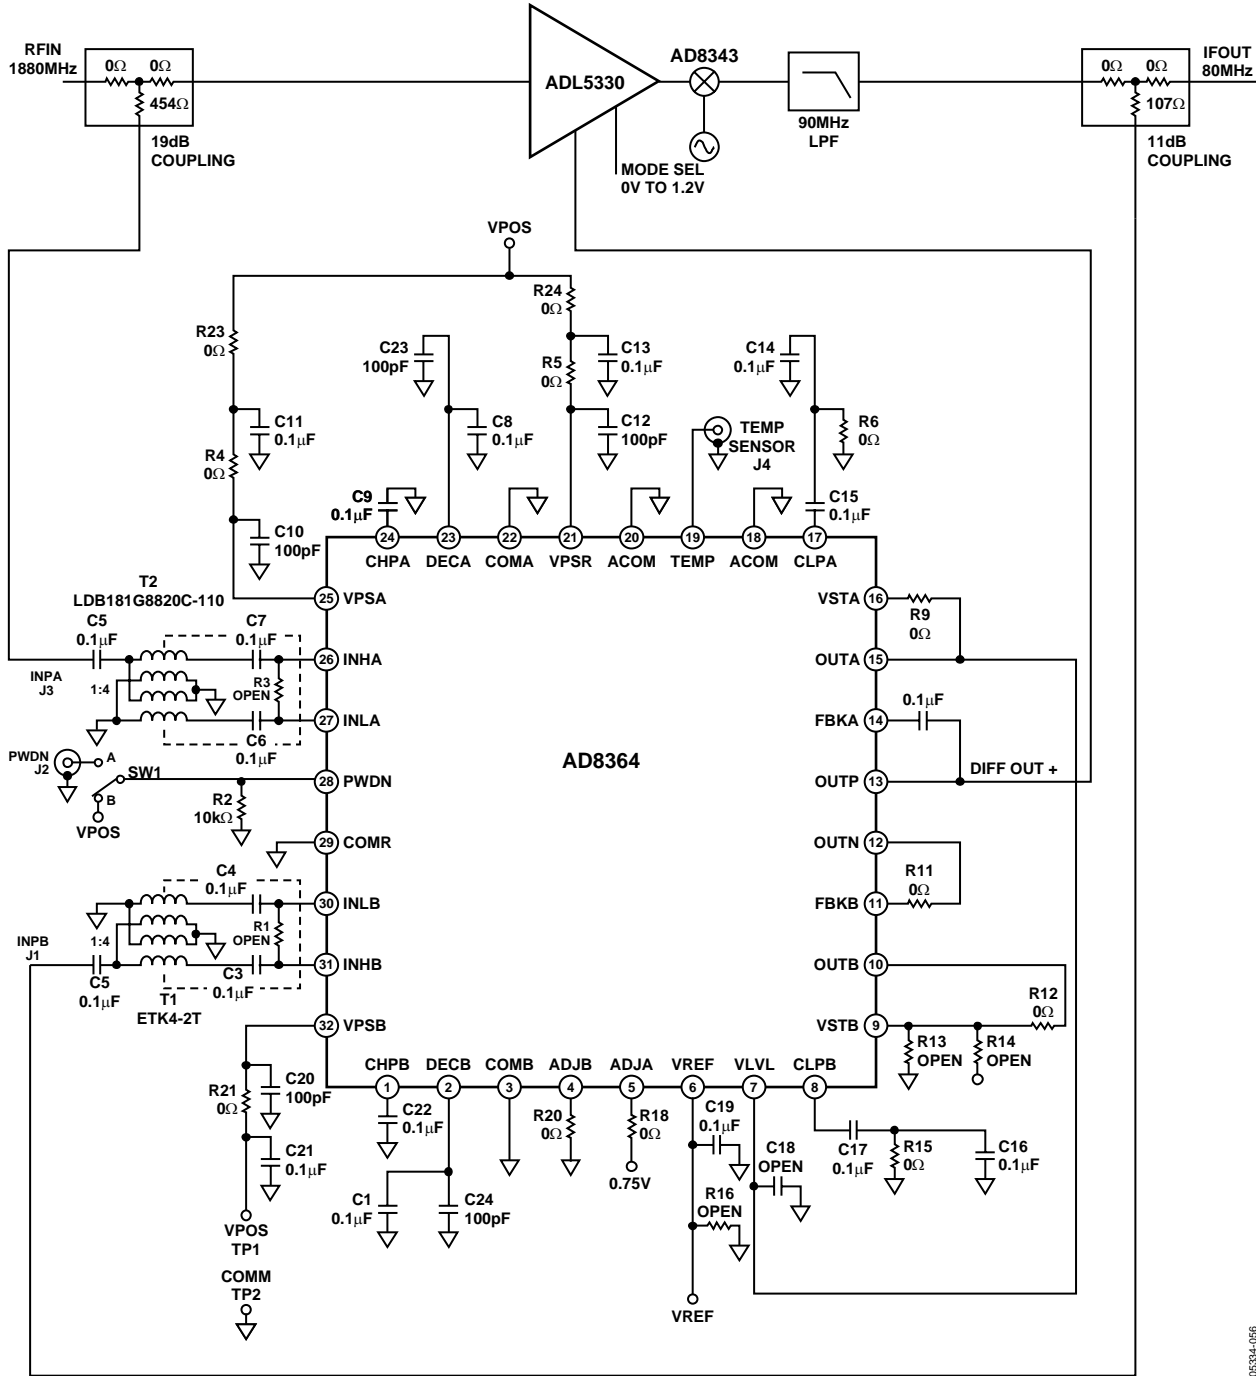 RFIN
1880MHz
0Ω 0Ω
454Ω
19dB
COUPLING
ADL5330
MODE SEL
0V TO 1.2V
AD8343
90MHz
LPF
0Ω 0Ω
107Ω
11dB
COUPLING
IFOUT
80MHz
VPOS
R23
0Ω
C11
0.1µF
R4
0Ω
C10
100pF
C23
100pF
C8
0.1µF
C9
0.1µF
R24
0Ω
C13
0.1µF
R5
0Ω
C12
100pF
TEMP
SENSOR
J4
C14
0.1µF
R6
0Ω
C15
0.1µF
24 23 22 21 20 19 18 17
CHPA DECA COMA VPSR ACOM TEMP ACOM CLPA
T2
LDB181G8820C-110
C5
0.1µF
C7
0.1µF
INPA
J3
1:4
R3
OPEN
C6
0.1µF
PWDN
J2
A
SW1
B
VPOS
R2
10kΩ
C4
0.1µF
INPB
J1
1:4
R1
OPEN
C5
0.1µF
C3
0.1µF
T1
ETK4-2T
25 VPSA
26 INHA
27 INLA
28 PWDN
29 COMR
30 INLB
31 INHB
32 VPSB
AD8364
VSTA 16
OUTA 15
FBKA 14
OUTP 13
OUTN 12
FBKB 11
OUTB 10
VSTB 9
R9
0Ω
0.1µF
DIFF OUT +
R11
0Ω
R12
0Ω
R13
OPEN
R14
OPEN
CHPB DECB COMB ADJB ADJA VREF VLVL CLPB
1 2 3 4 5 6 7 8
R21
0Ω
C20
100pF
C21
0.1µF
VPOS
TP1
COMM
TP2
C22
0.1µF
C1
0.1µF
C24
100pF
R20
0Ω
R18
0Ω
0.75V
C19
0.1µF
R16
OPEN
VREF
C18
OPEN
C17
0.1µF
R15
0Ω
C16
0.1µF
05334-056